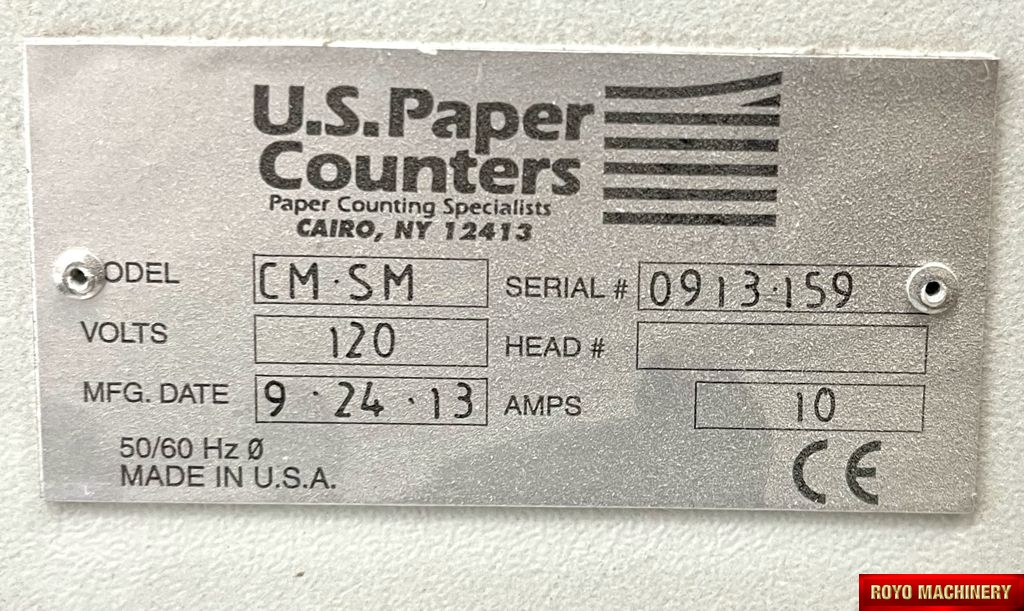 U.S. Paper
Counters
Paper Counting Specialists
CAIRO, NY 12413
ODEL CM·SM SERIAL # 0913·159
VOLTS 120 HEAD #
MFG. DATE 9·24·13 AMPS 10
50/60 Hz Ø
MADE IN U.S.A.
CE
ROYO MACHINERY